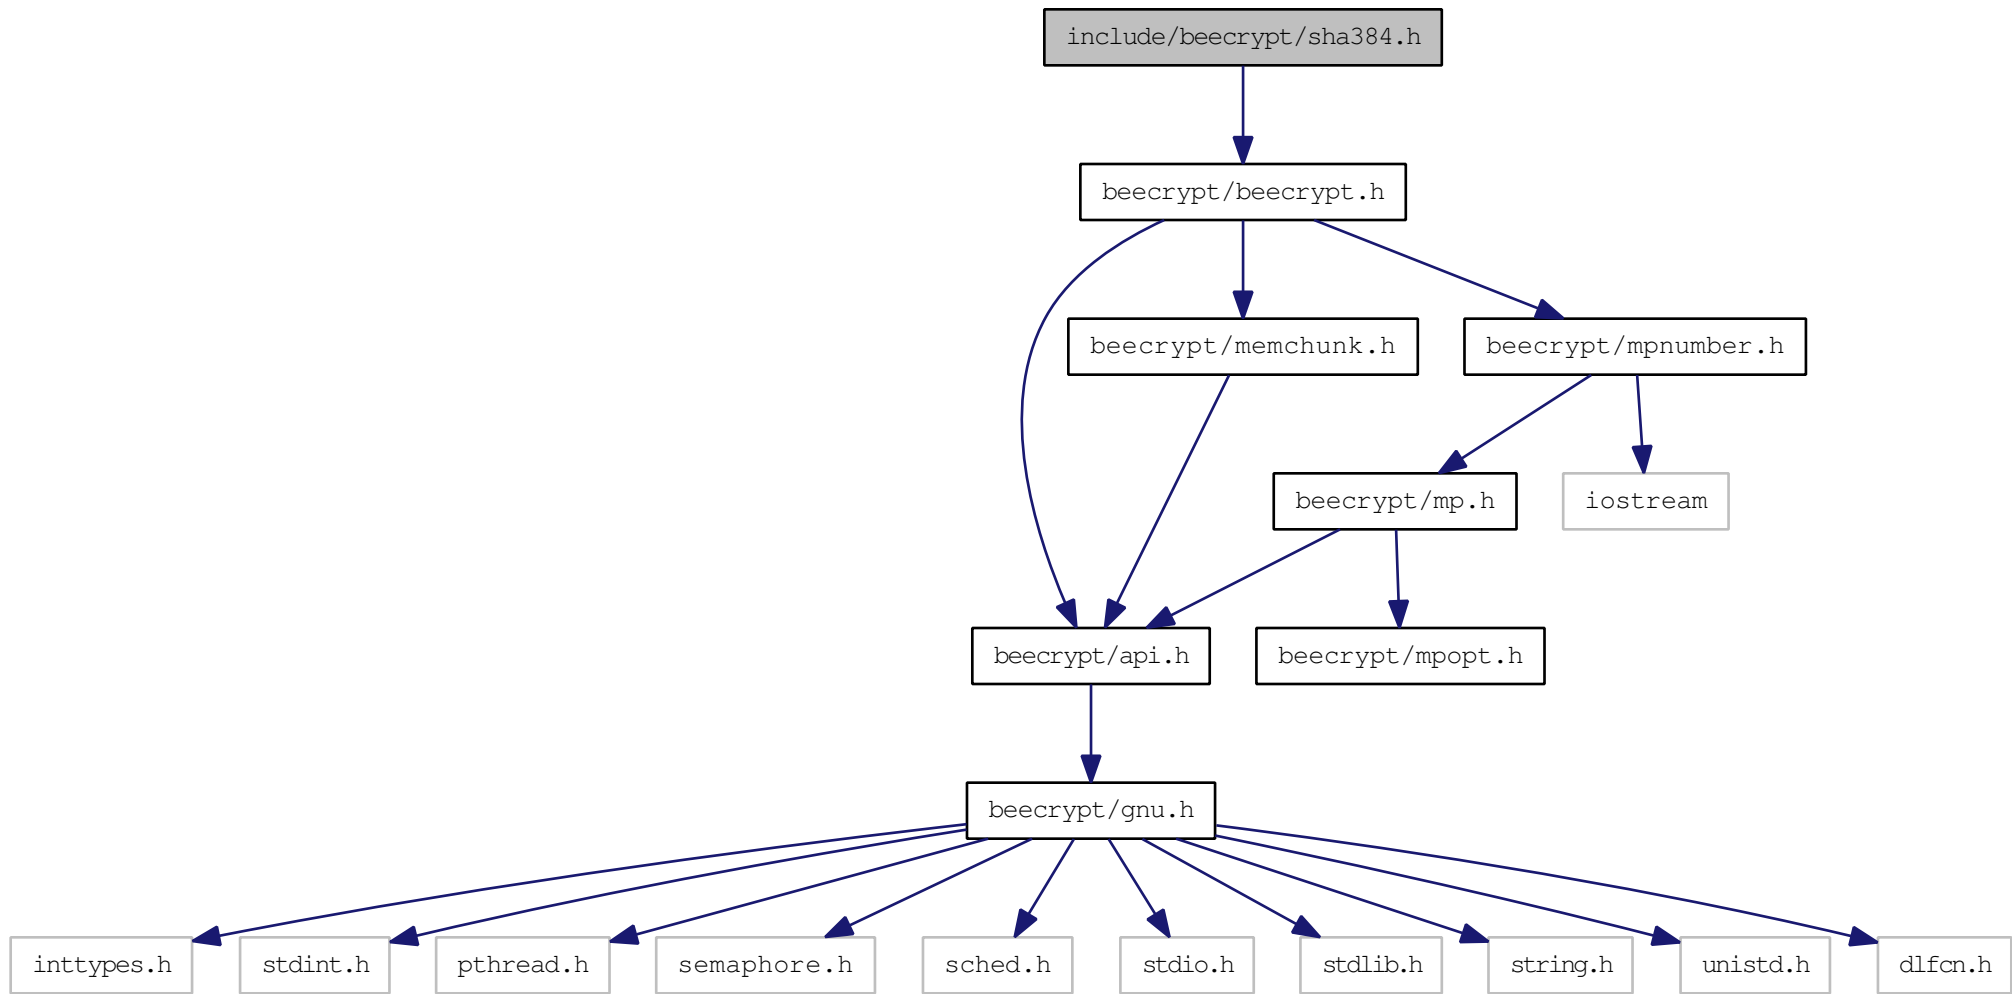 include/beecrypt/sha384.h
beecrypt/beecrypt.h
beecrypt/memchunk.h
beecrypt/mpnumber.h
beecrypt/mp.h
iostream
beecrypt/api.h
beecrypt/mpopt.h
beecrypt/gnu.h
inttypes.h
stdint.h
pthread.h
semaphore.h
sched.h
stdio.h
stdlib.h
string.h
unistd.h
dlfcn.h